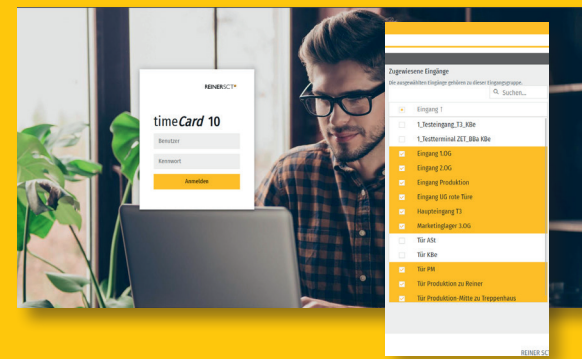 REINERSCT
timeCard 10
Benutzer
Kennwort
Anmelden
Zugewiesene Eingänge
Die ausgewählten Eingänge gehören zu dieser Eingangsgruppe.
Suchen...
Eingang 1
1_Testeingang_T3_KBe
1_Testterminal ZET_BBa KBe
Eingang 1.OG
Eingang 2.OG
Eingang Produktion
Eingang UG rote Türe
Haupteingang T3
Marketinglager 3.OG
Tür ASt
Tür KBe
Tür PM
Tür Produktion zu Reiner
Tür Produktion-Mitte zu Treppenhaus
REINER SC